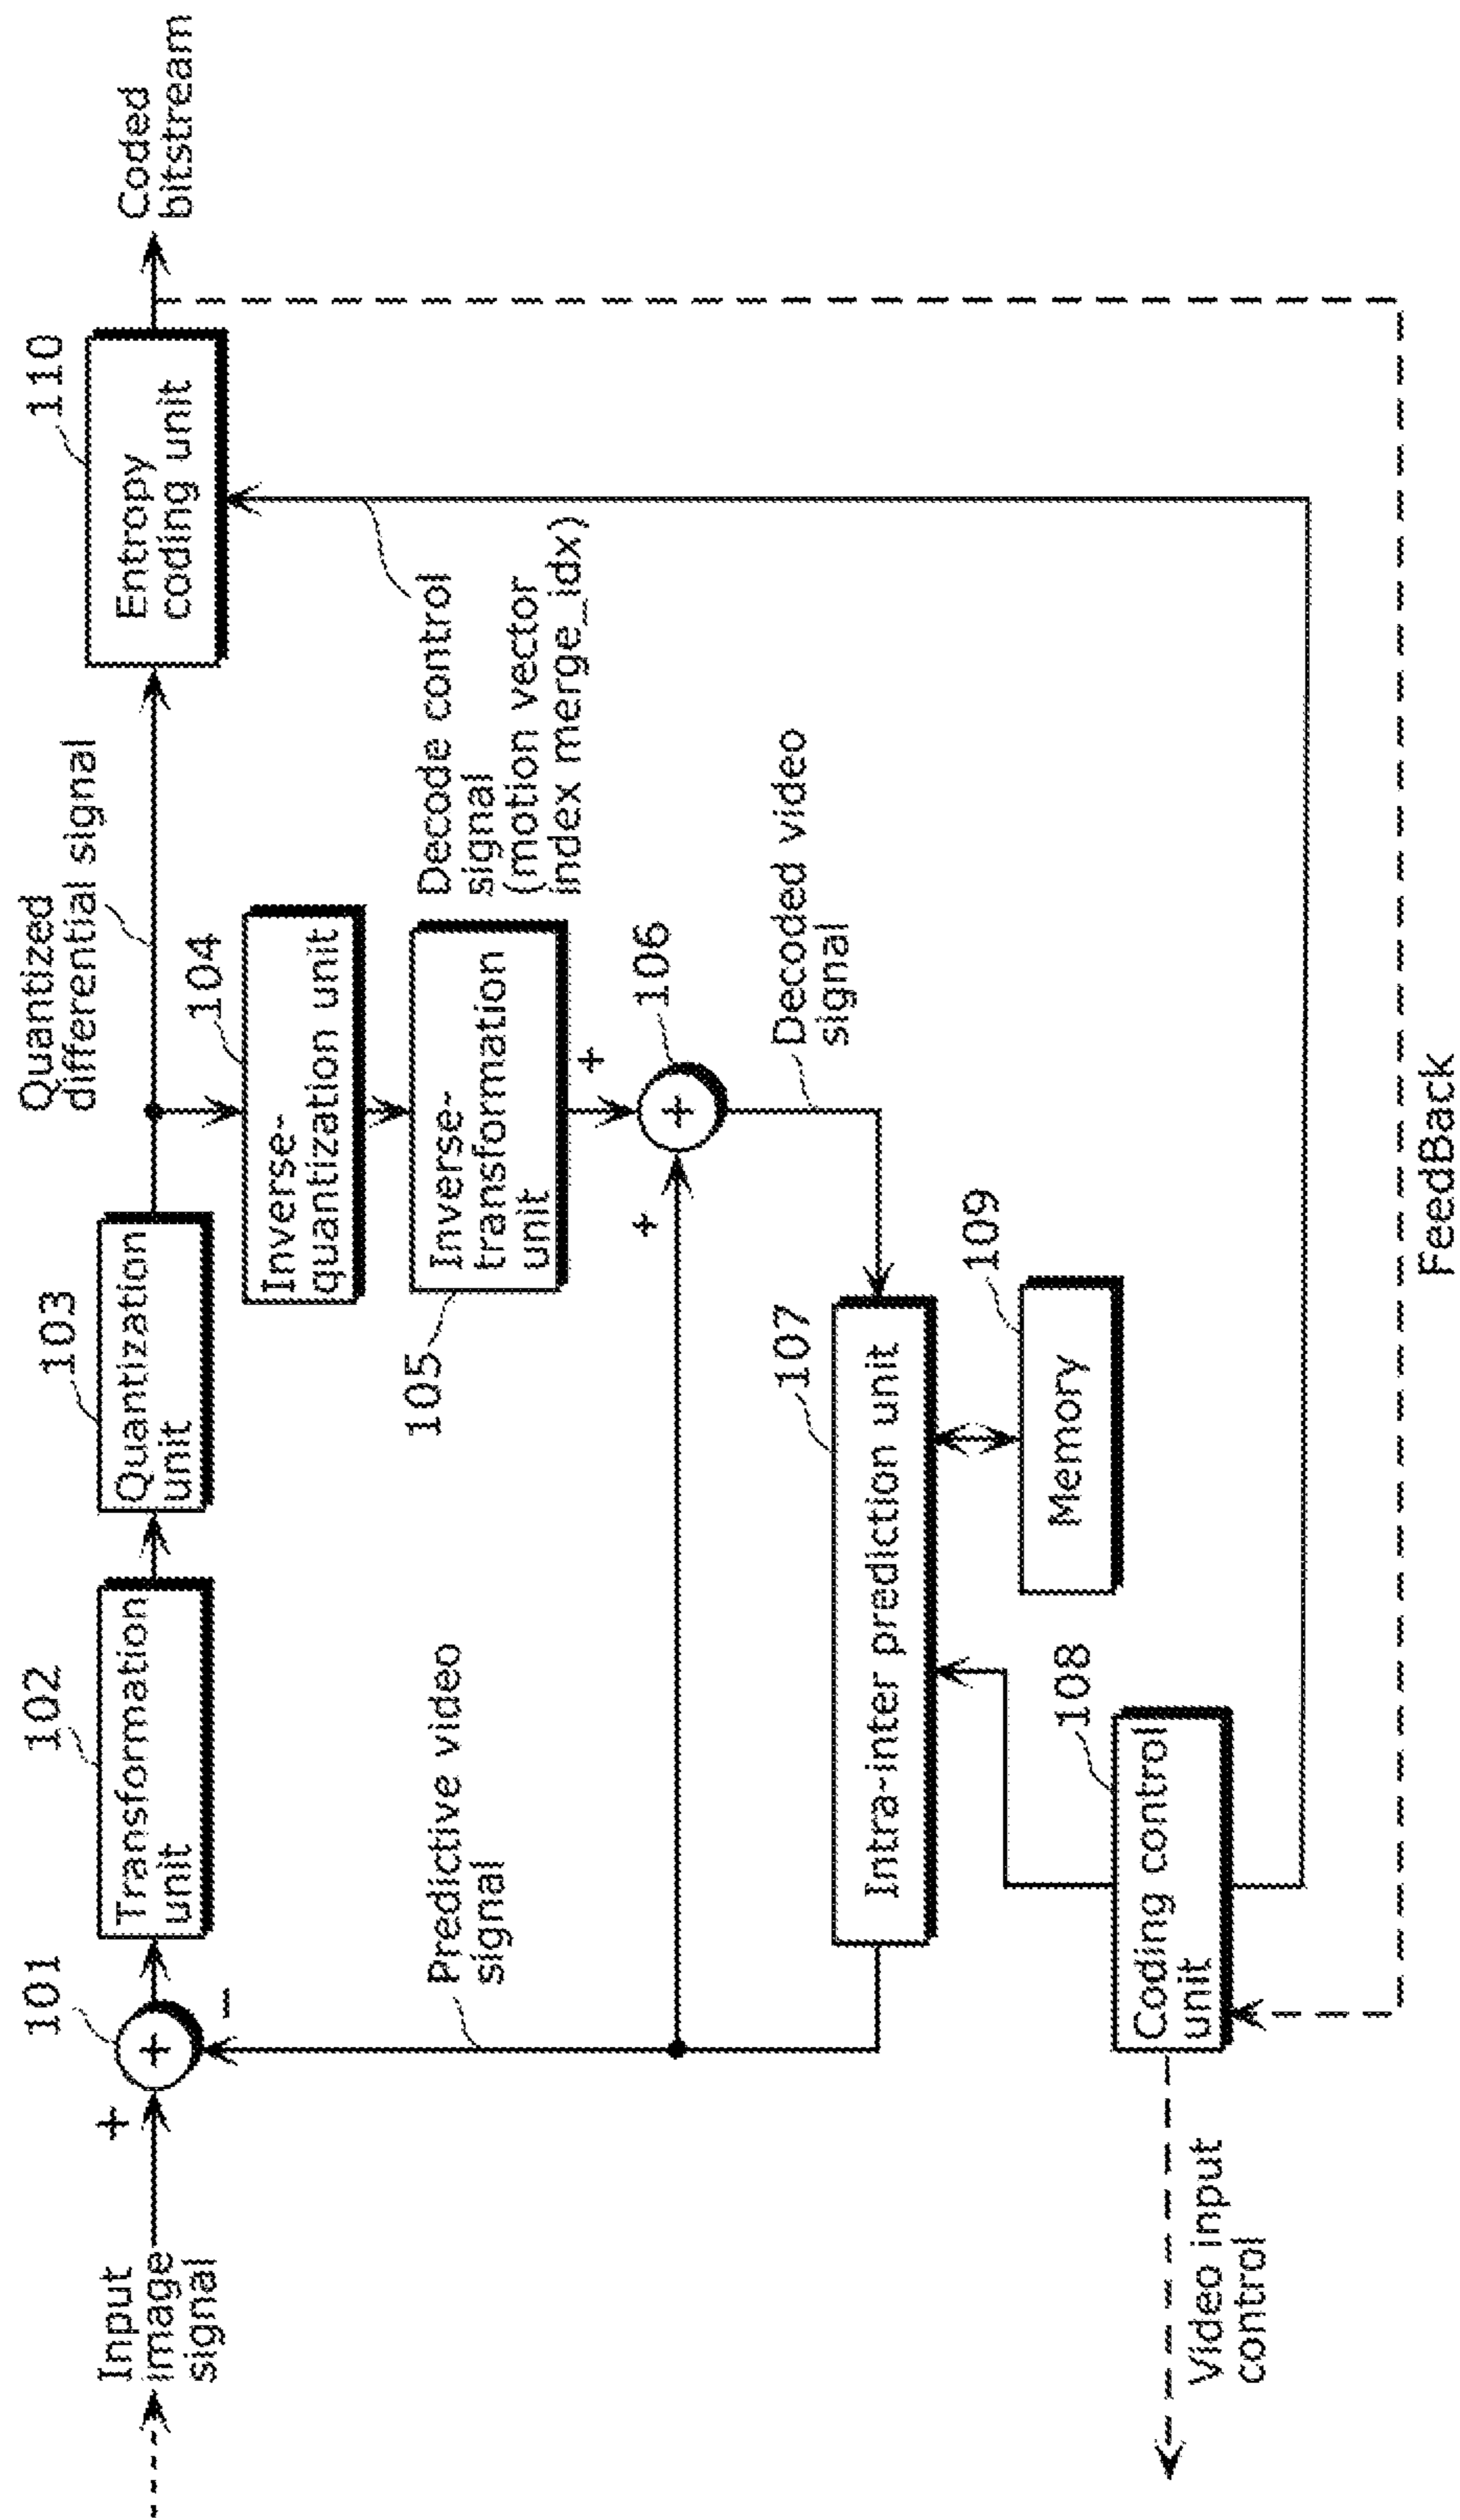 Input
image
signal
+
101
+
-
102
Transformation
unit
103
Quantization
unit
Quantized
differential signal
110
Entropy
coding unit
Coded
bitstream
104
Inverse-
quantization unit
105
Inverse-
transformation
unit
Decode control
signal
(motion vector
index merge_idx)
+
+
106
+
Predictive video
signal
Decoded video
signal
107
Intra-inter prediction unit
109
Memory
108
Coding control
unit
Video input
control
FeedBack